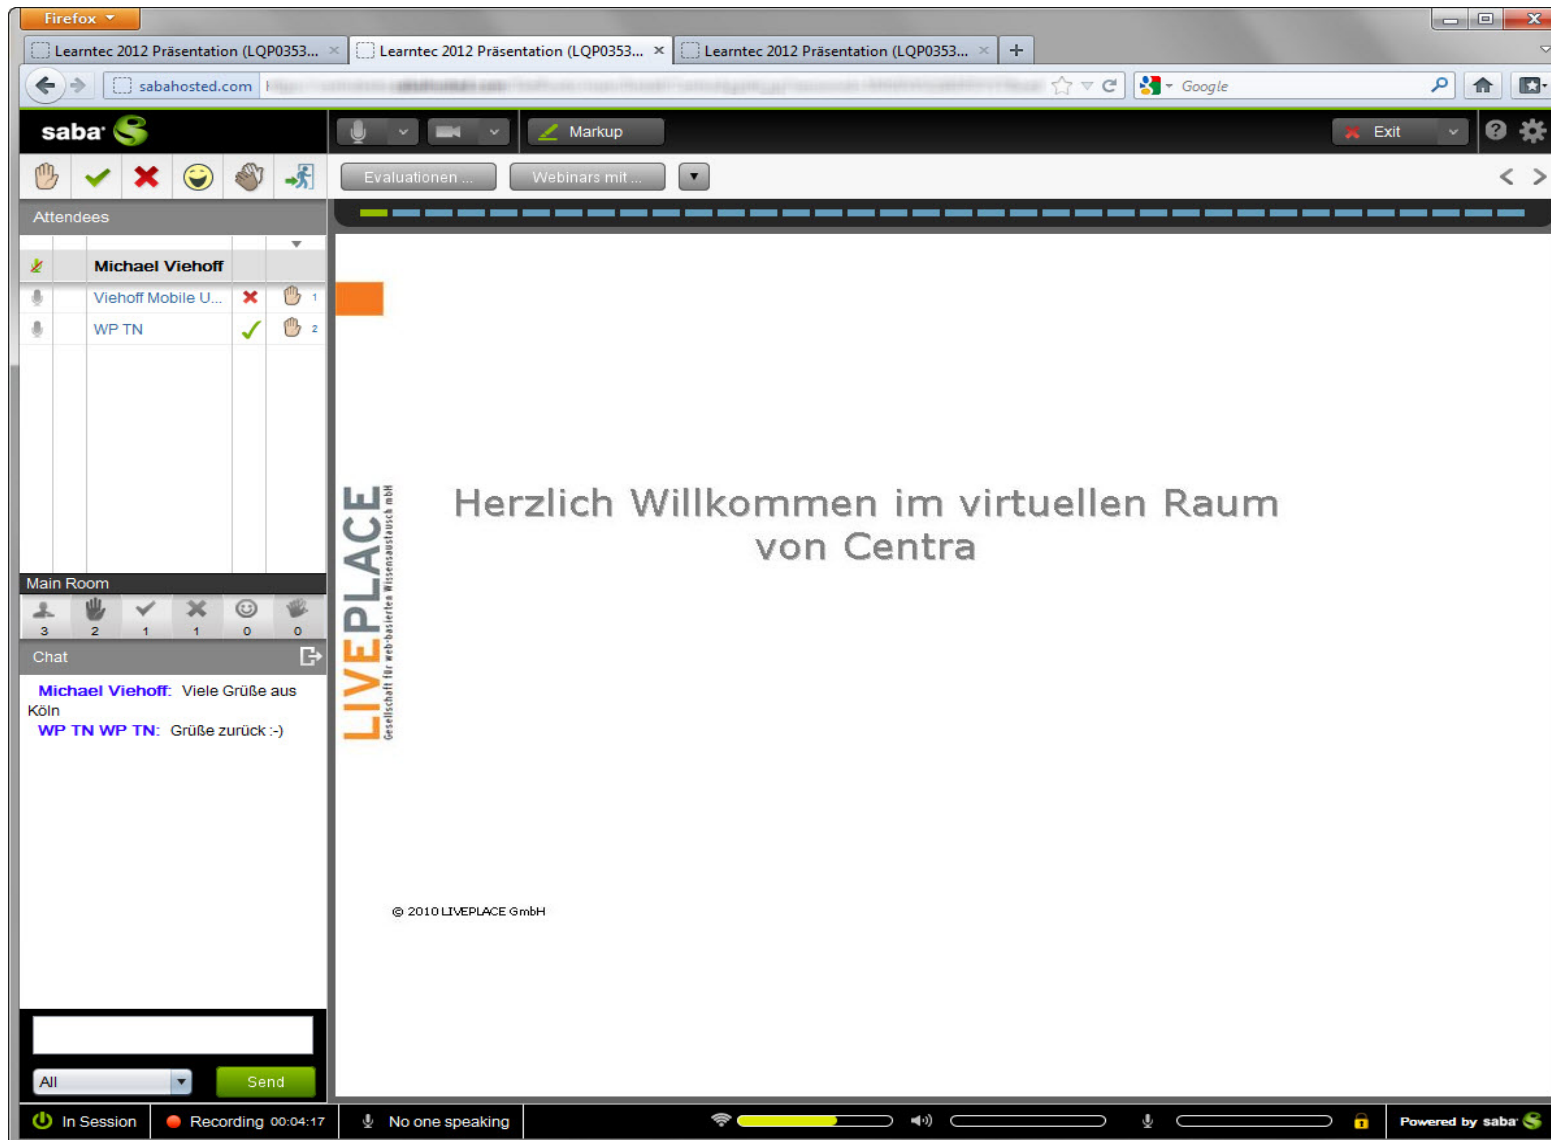 Firefox
Learntec 2012 Präsentation (LQP0353...
Learntec 2012 Präsentation (LQP0353...
Learntec 2012 Präsentation (LQP0353...
sabahosted.com
Google
saba
Markup
Exit
Evaluationen ...
Webinars mit ...
Attendees
Michael Viehoff
Viehoff Mobile U... 1
WP TN 2
Main Room
3 2 1 1 0 0
Chat
Michael Viehoff: Viele Grüße aus
Köln
WP TN WP TN: Grüße zurück :-)
All
Send
LIVEPLACE
Gesellschaft für web-basierten Wissensaustausch mbH
Herzlich Willkommen im virtuellen Raum
von Centra
© 2010 LIVEPLACE GmbH
In Session
Recording 00:04:17
No one speaking
Powered by saba